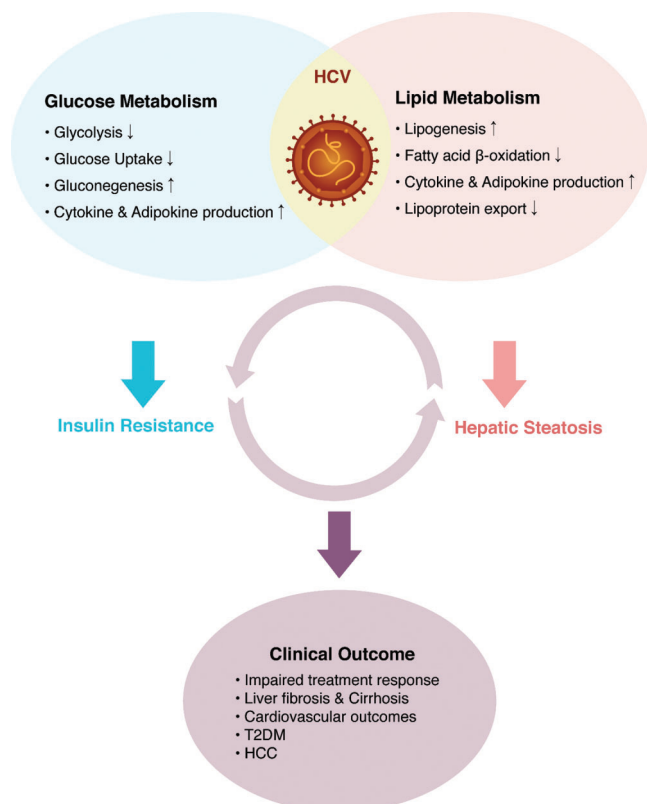 HCV
Glucose Metabolism
• Glycolysis ↓
• Glucose Uptake ↓
• Gluconegenesis ↑
• Cytokine & Adipokine production ↑
Lipid Metabolism
• Lipogenesis ↑
• Fatty acid β-oxidation ↓
• Cytokine & Adipokine production ↑
• Lipoprotein export ↓
Insulin Resistance
Hepatic Steatosis
Clinical Outcome
• Impaired treatment response
• Liver fibrosis & Cirrhosis
• Cardiovascular outcomes
• T2DM
• HCC